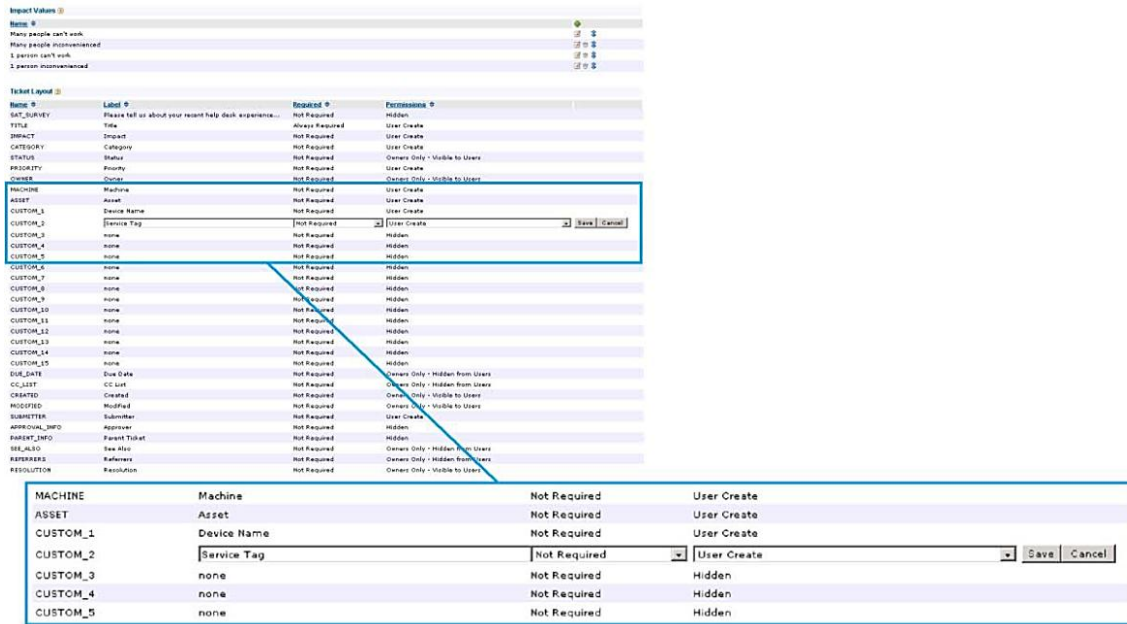 Impact Values
Name
Many people can't work
Many people inconvenienced
1 person can't work
1 person inconvenienced
Ticket Layout
Name Label Required Permissions
SAT_SURVEY Please tell us about your recent help desk experience... Not Required Hidden
TITLE Title Always Required User Create
IMPACT Impact Not Required User Create
CATEGORY Category Not Required User Create
STATUS Status Not Required Owners Only - Visible to Users
PRIORITY Priority Not Required User Create
OWNER Owner Not Required Owners Only - Visible to Users
MACHINE Machine Not Required User Create
ASSET Asset Not Required User Create
CUSTOM_1 Device Name Not Required User Create
CUSTOM_2 Service Tag Not Required User Create Save Cancel
CUSTOM_3 none Not Required Hidden
CUSTOM_4 none Not Required Hidden
CUSTOM_5 none Not Required Hidden
CUSTOM_6 none Not Required Hidden
CUSTOM_7 none Not Required Hidden
CUSTOM_8 none Not Required Hidden
CUSTOM_9 none Not Required Hidden
CUSTOM_10 none Not Required Hidden
CUSTOM_11 none Not Required Hidden
CUSTOM_12 none Not Required Hidden
CUSTOM_13 none Not Required Hidden
CUSTOM_14 none Not Required Hidden
CUSTOM_15 none Not Required Hidden
DUE_DATE Due Date Not Required Owners Only - Hidden from Users
CC_LIST CC List Not Required Owners Only - Hidden from Users
CREATED Created Not Required Owners Only - Visible to Users
MODIFIED Modified Not Required Owners Only - Visible to Users
SUBMITTER Submitter Not Required User Create
APPROVAL_INFO Approver Not Required Hidden
PARENT_INFO Parent Ticket Not Required Hidden
SEE_ALSO See Also Not Required Owners Only - Hidden from Users
REFERRERS Referrers Not Required Owners Only - Hidden from Users
RESOLUTION Resolution Not Required Owners Only - Visible to Users
MACHINE Machine Not Required User Create
ASSET Asset Not Required User Create
CUSTOM_1 Device Name Not Required User Create
CUSTOM_2 Service Tag Not Required User Create Save Cancel
CUSTOM_3 none Not Required Hidden
CUSTOM_4 none Not Required Hidden
CUSTOM_5 none Not Required Hidden